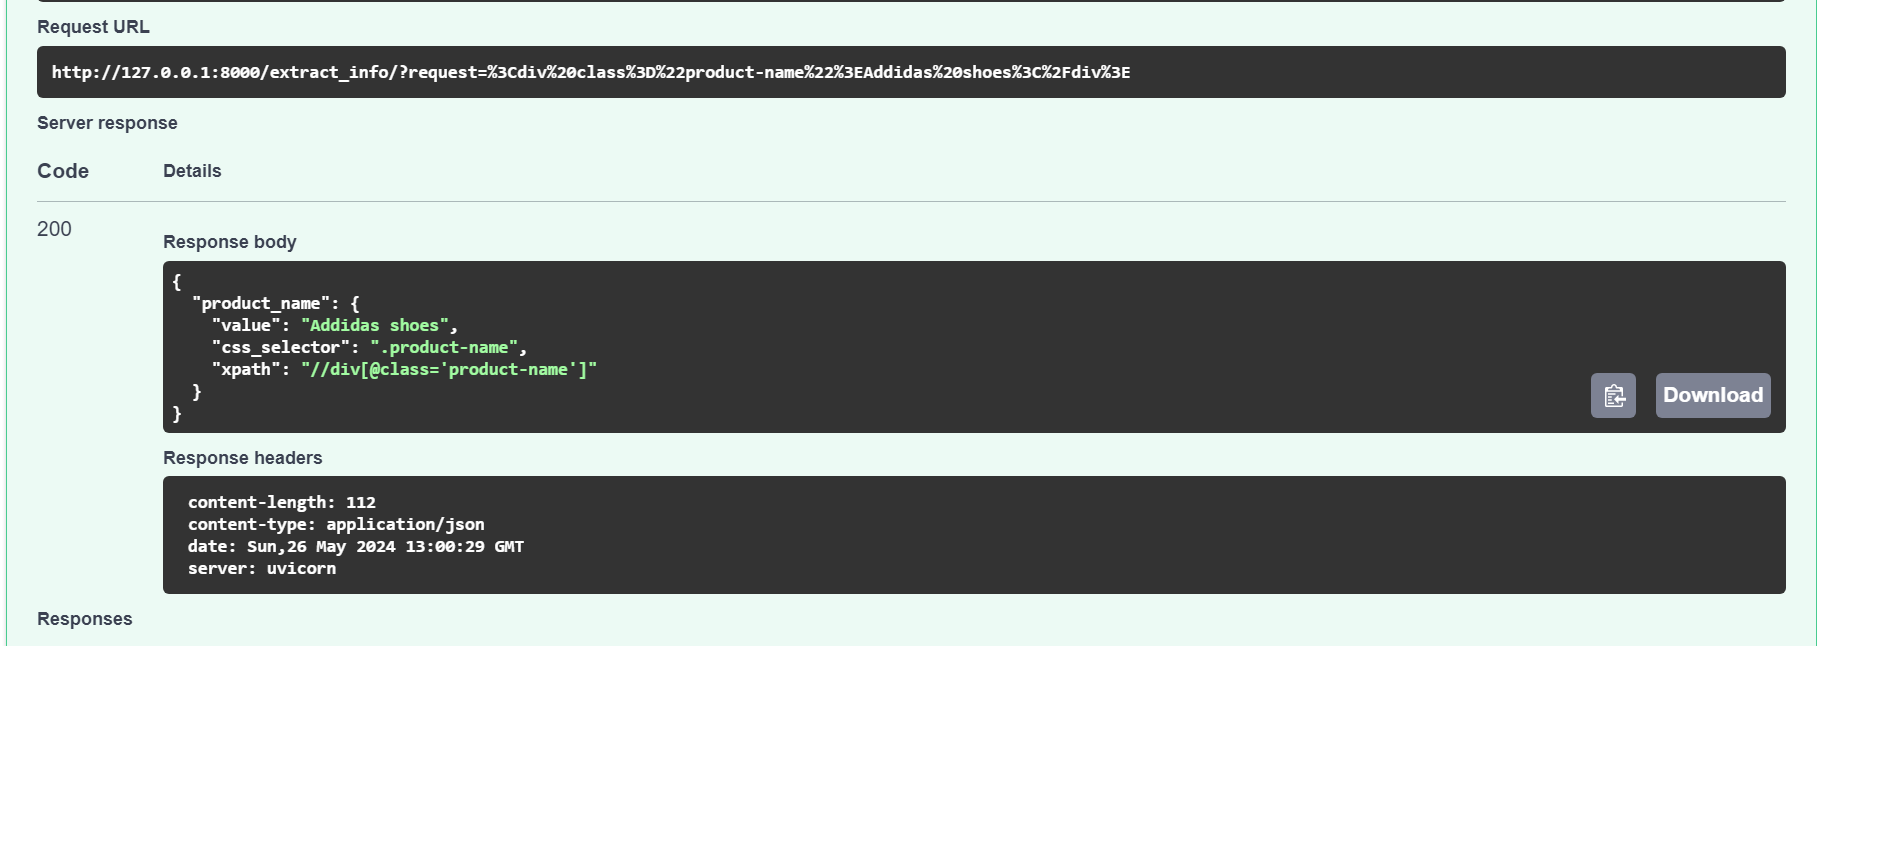 Request URL
http://127.0.0.1:8000/extract_info/?request=%3Cdiv%20class%3D%22product-name%22%3EAddidas%20shoes%3C%2Fdiv%3E
Server response
Code Details
200
Response body
{
  "product_name": {
    "value": "Addidas shoes",
    "css_selector": ".product-name",
    "xpath": "//div[@class='product-name']"
  }
}
Download
Response headers
content-length: 112
content-type: application/json
date: Sun,26 May 2024 13:00:29 GMT
server: uvicorn
Responses